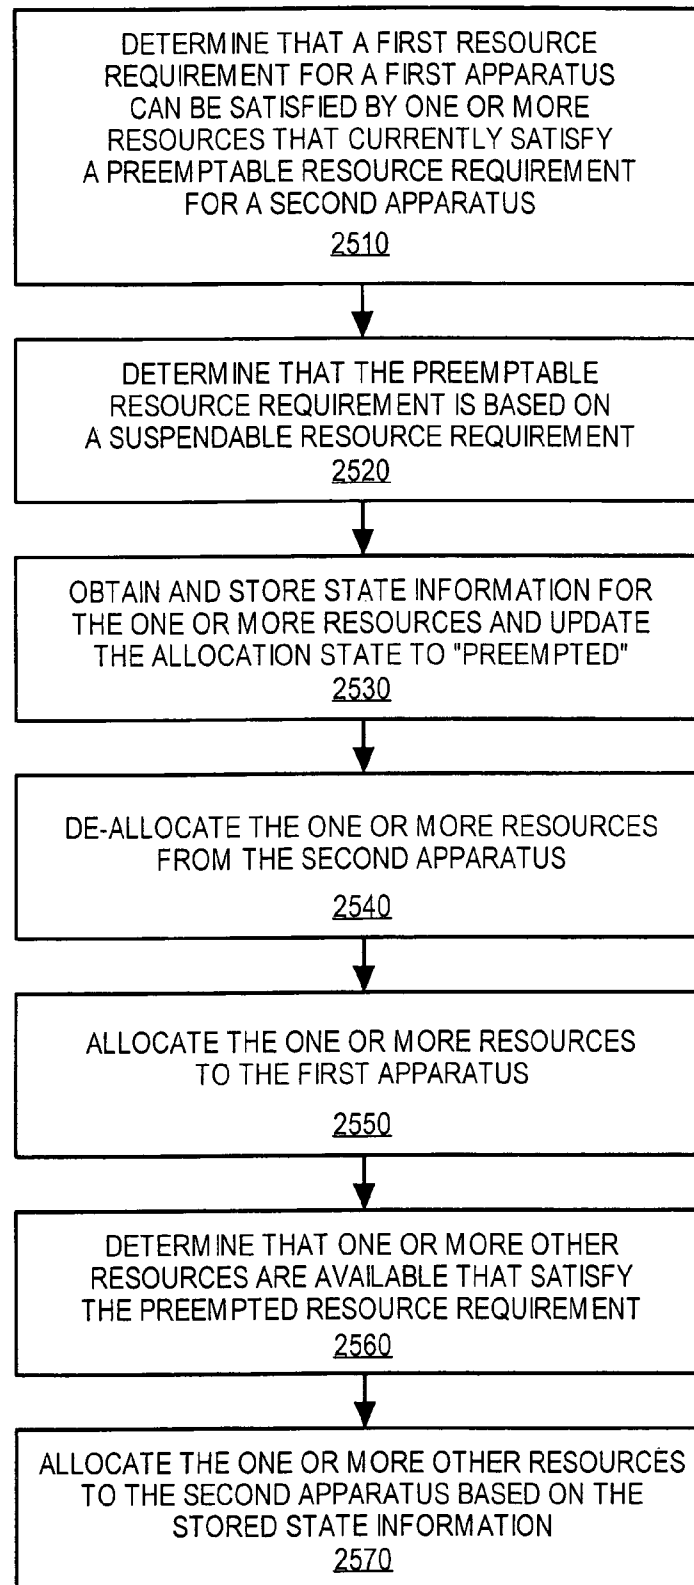 DETERMINE THAT A FIRST RESOURCE
REQUIREMENT FOR A FIRST APPARATUS
CAN BE SATISFIED BY ONE OR MORE
RESOURCES THAT CURRENTLY SATISFY
A PREEMPTABLE RESOURCE REQUIREMENT
FOR A SECOND APPARATUS
2510
DETERMINE THAT THE PREEMPTABLE
RESOURCE REQUIREMENT IS BASED ON
A SUSPENDABLE RESOURCE REQUIREMENT
2520
OBTAIN AND STORE STATE INFORMATION FOR
THE ONE OR MORE RESOURCES AND UPDATE
THE ALLOCATION STATE TO "PREEMPTED"
2530
DE-ALLOCATE THE ONE OR MORE RESOURCES
FROM THE SECOND APPARATUS
2540
ALLOCATE THE ONE OR MORE RESOURCES
TO THE FIRST APPARATUS
2550
DETERMINE THAT ONE OR MORE OTHER
RESOURCES ARE AVAILABLE THAT SATISFY
THE PREEMPTED RESOURCE REQUIREMENT
2560
ALLOCATE THE ONE OR MORE OTHER RESOURCES
TO THE SECOND APPARATUS BASED ON THE
STORED STATE INFORMATION
2570